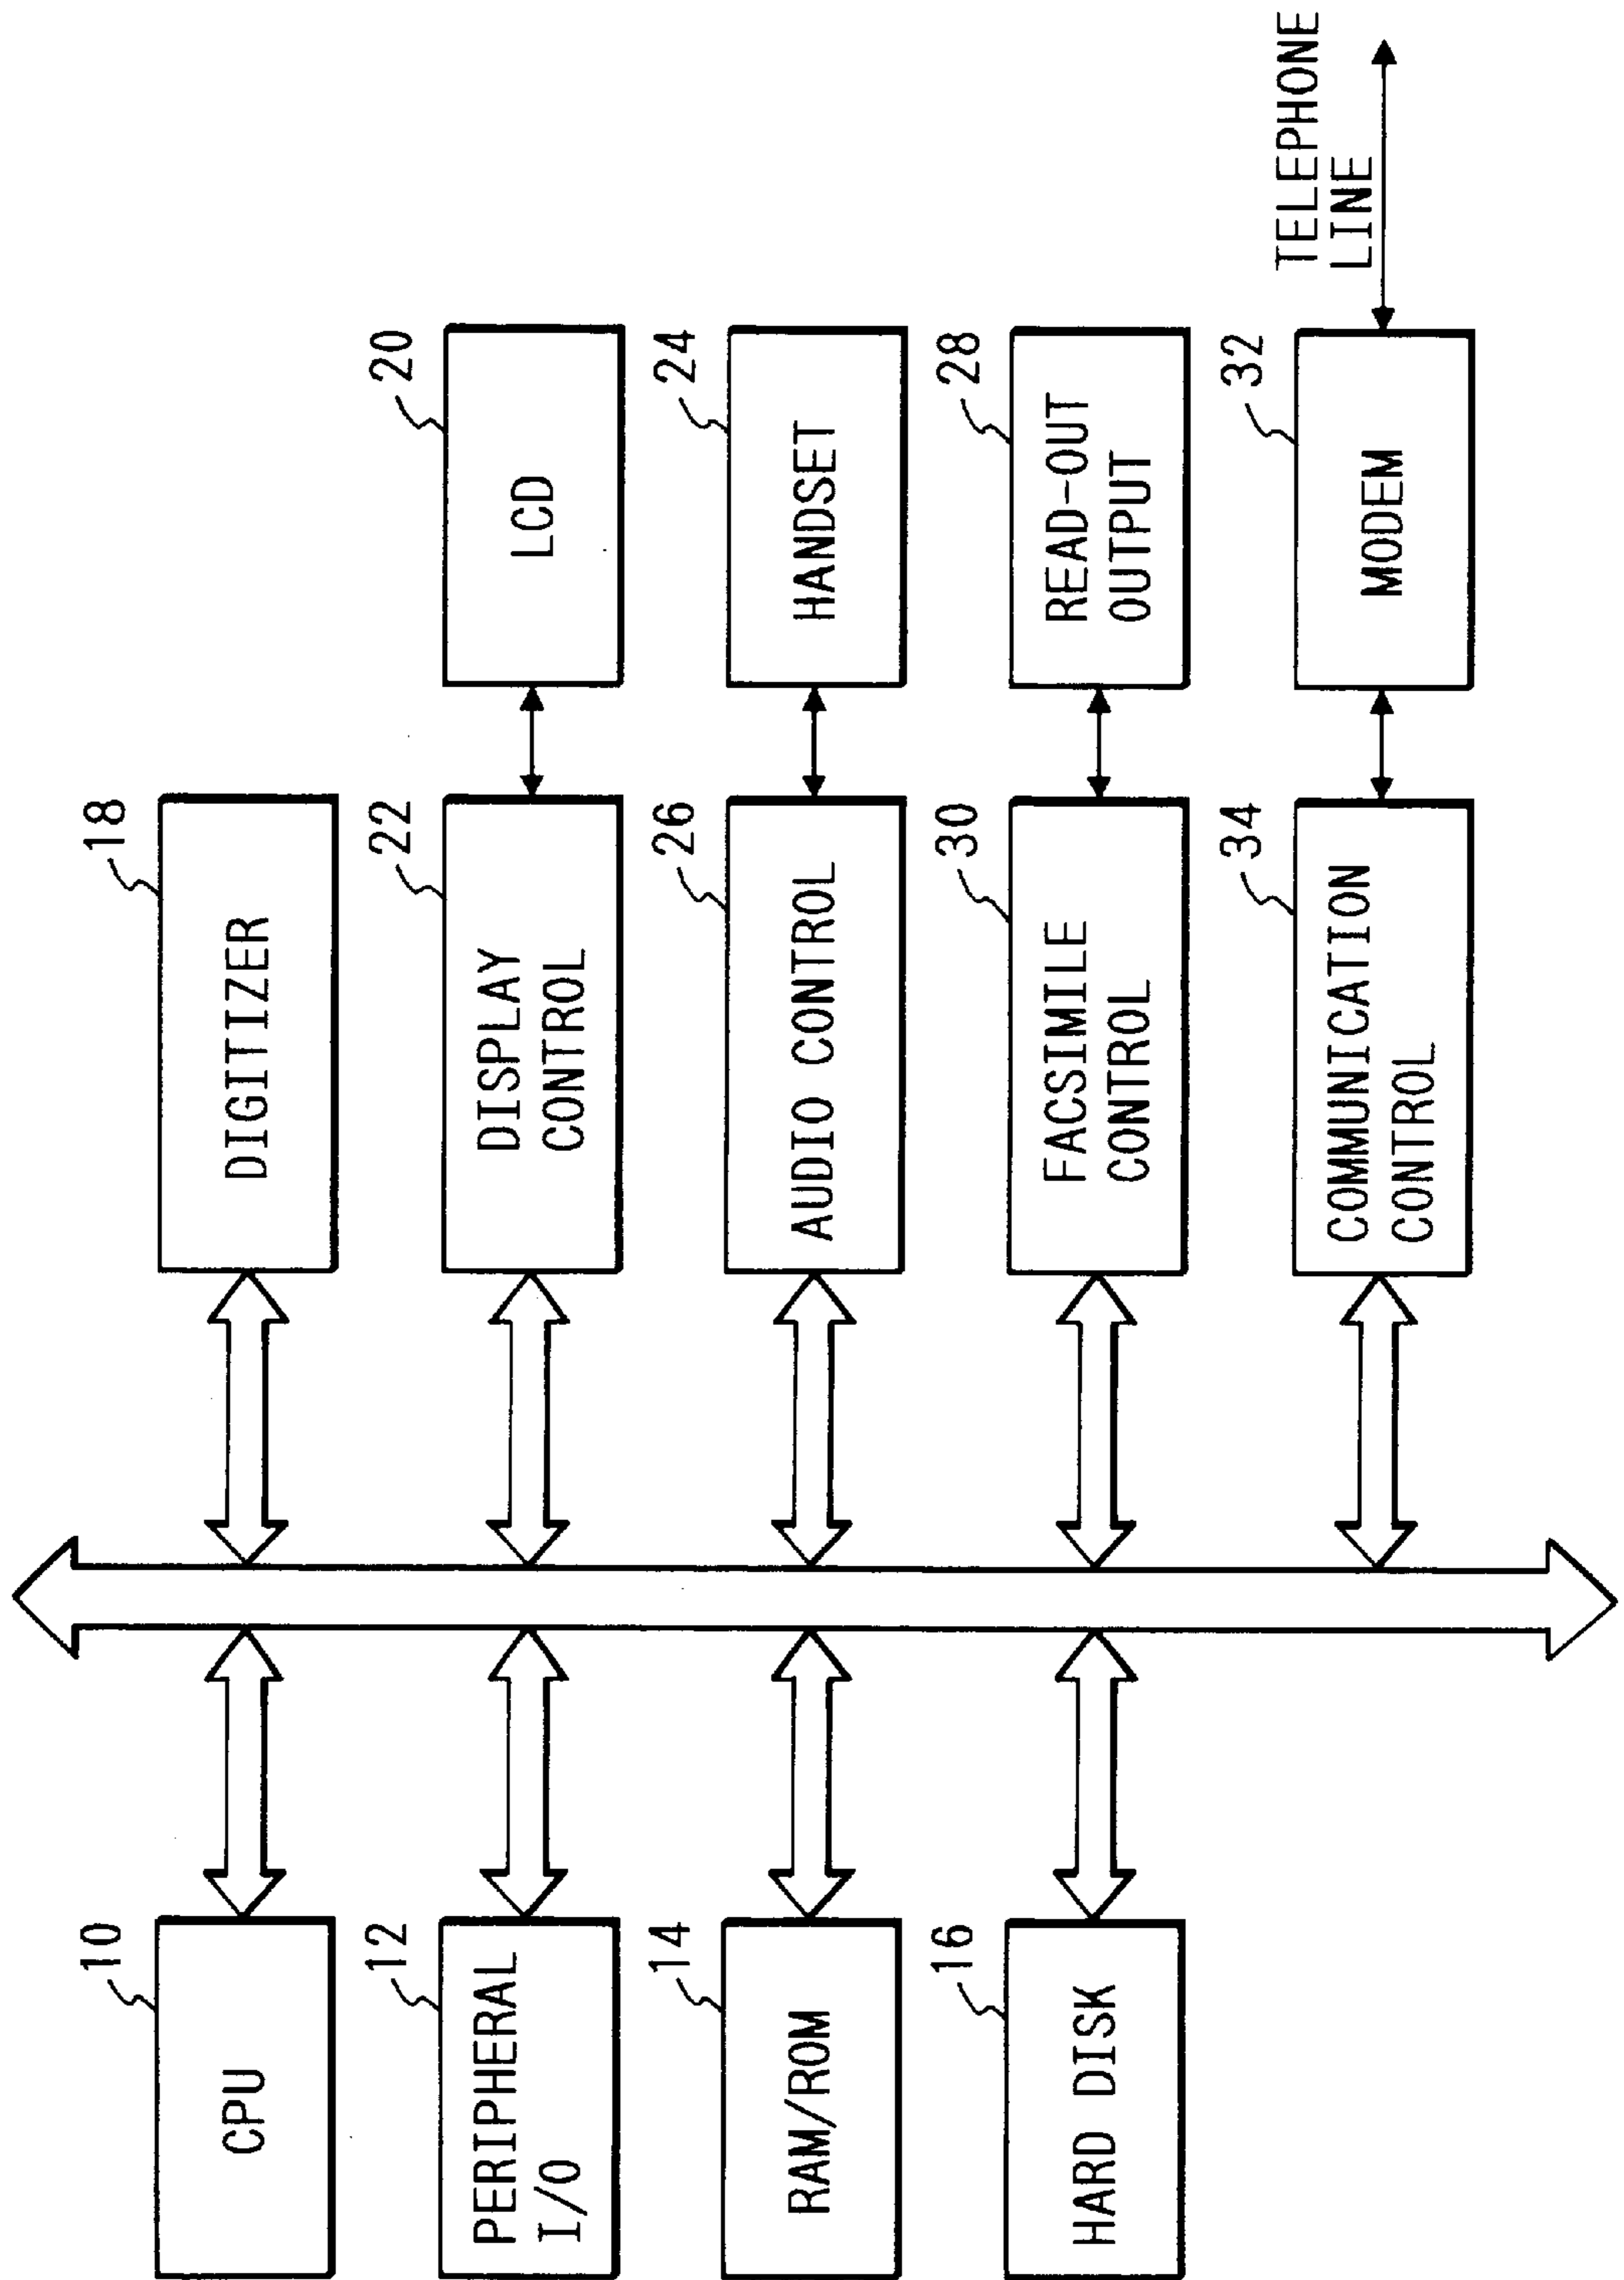 10
CPU
12
PERIPHERAL
I/O
14
RAM/ROM
16
HARD DISK
18
DIGITIZER
22
DISPLAY
CONTROL
20
LCD
26
AUDIO CONTROL
24
HANDSET
30
FACSIMILE
CONTROL
28
READ-OUT
OUTPUT
34
COMMUNICATION
CONTROL
32
MODEM
TELEPHONE
LINE